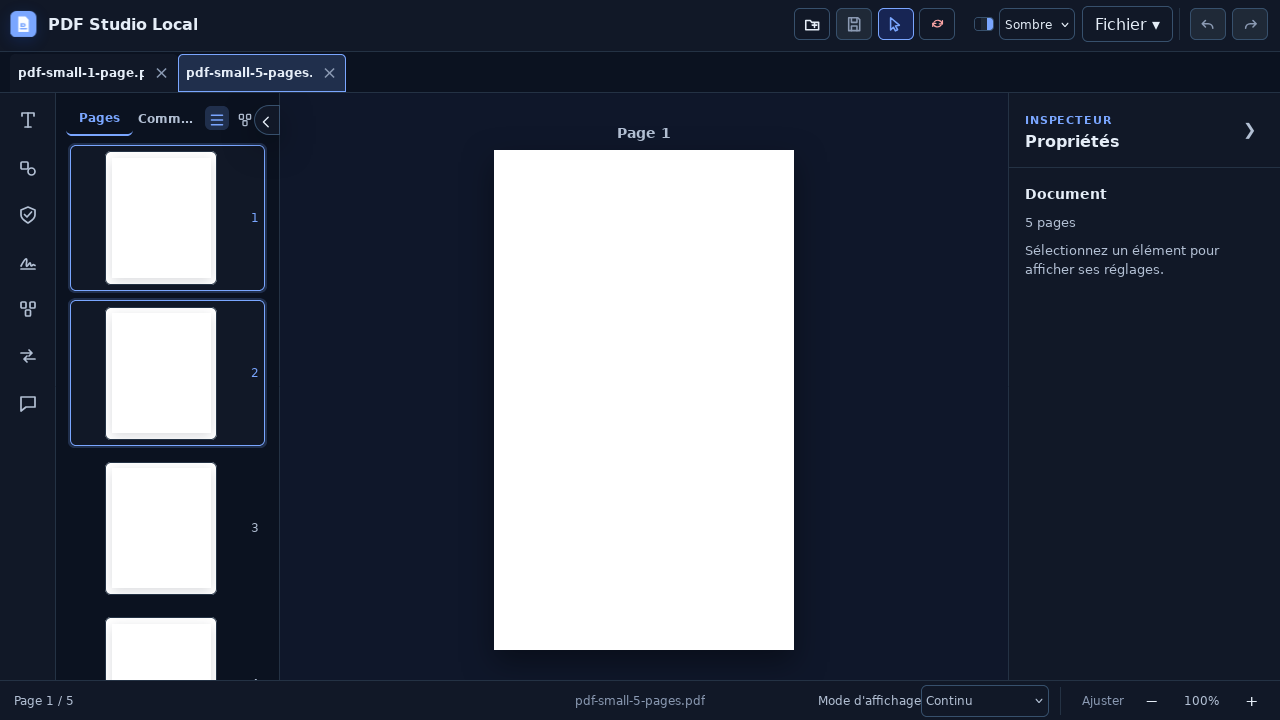 PDF Studio Local
Sombre
Fichier ▾
pdf-small-1-page.p
pdf-small-5-pages.
Pages
Comm...
1
2
3
Page 1
INSPECTEUR
Propriétés
Document
5 pages
Sélectionnez un élément pour
afficher ses réglages.
Page 1 / 5
pdf-small-5-pages.pdf
Mode d'affichage
Continu
Ajuster
100%